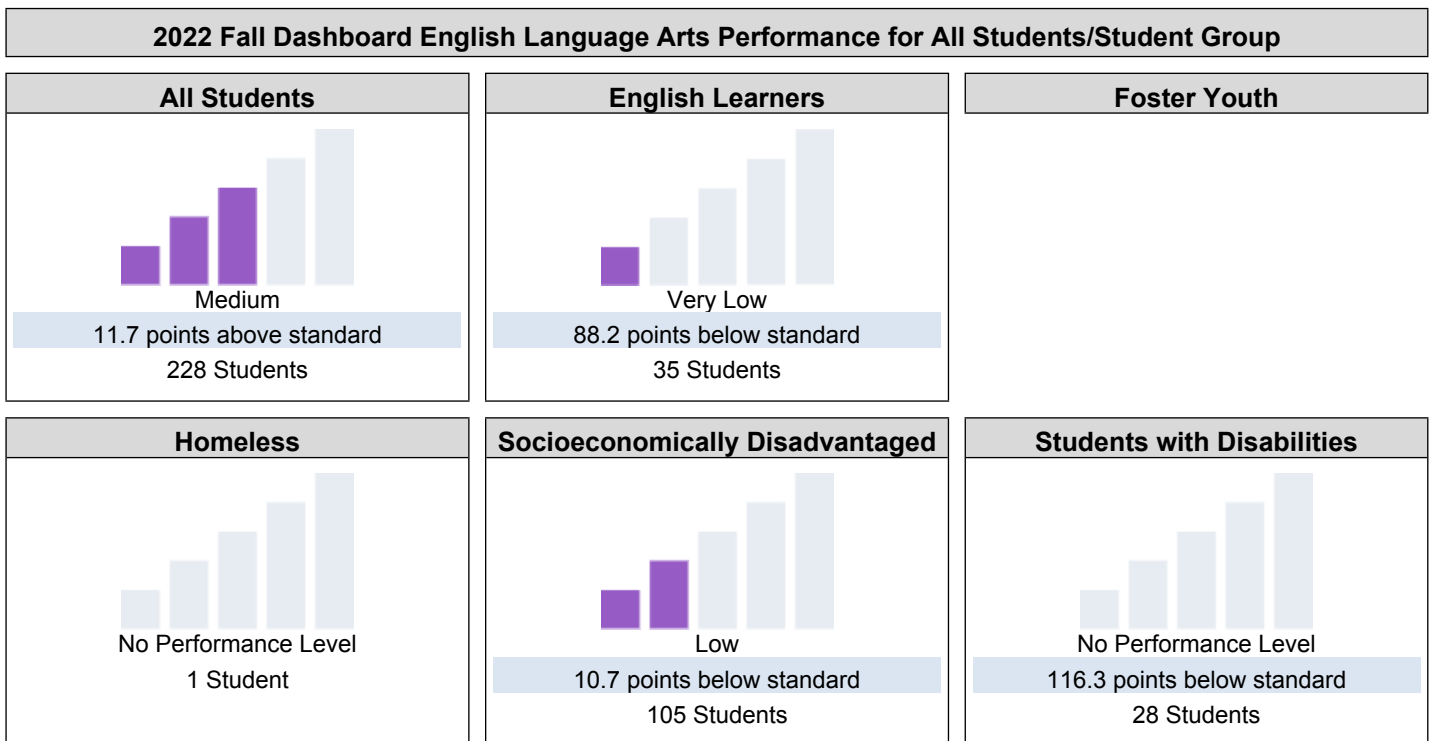 2022 Fall Dashboard English Language Arts Performance for All Students/Student Group
All Students
Medium
11.7 points above standard
228 Students
English Learners
Very Low
88.2 points below standard
35 Students
Foster Youth
Homeless
No Performance Level
1 Student
Socioeconomically Disadvantaged
Low
10.7 points below standard
105 Students
Students with Disabilities
No Performance Level
116.3 points below standard
28 Students